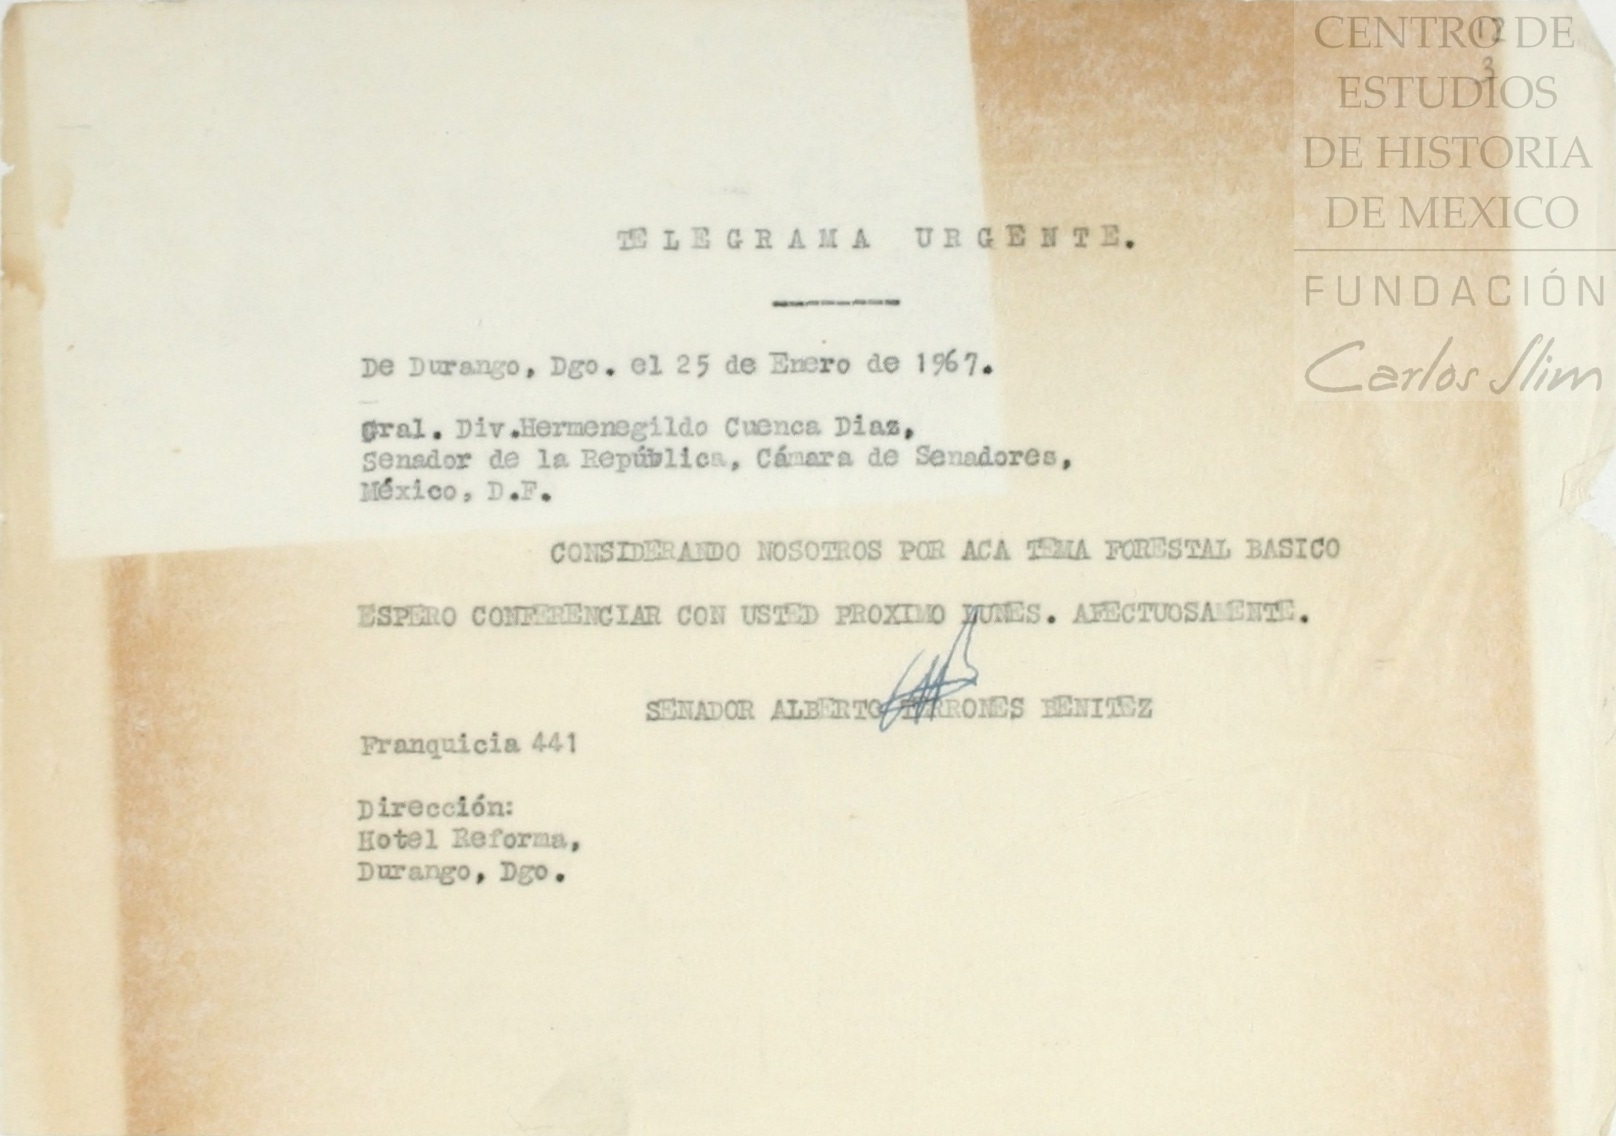 12
3
CENTRO DE
ESTUDIOS
DE HISTORIA
DE MEXICO
FUNDACIÓN
Carlos Slim
TELEGRAMA URGENTE.
De Durango, Dgo. el 25 de Enero de 1967.
Gral. Div.Hermenegildo Cuenca Diaz,
Senador de la República, Cámara de Senadores,
México, D.F.
CONSIDERANDO NOSOTROS POR ACA TEMA FORESTAL BASICO
ESPERO CONFERENCIAR CON USTED PROXIMO LUNES. AFECTUOSAMENTE.
SENADOR ALBERTO TERRONES BENITEZ
Franquicia 441
Dirección:
Hotel Reforma,
Durango, Dgo.